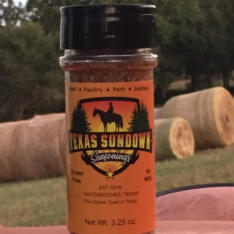 Beef • Poultry • Pork • Seafood
TEXAS SUNDOWN
Seasonings
EST. 2018
Gluten Free
No MSG
NACOGDOCHES, TEXAS
The Oldest Town in Texas
Net Wt. 3.25 oz.